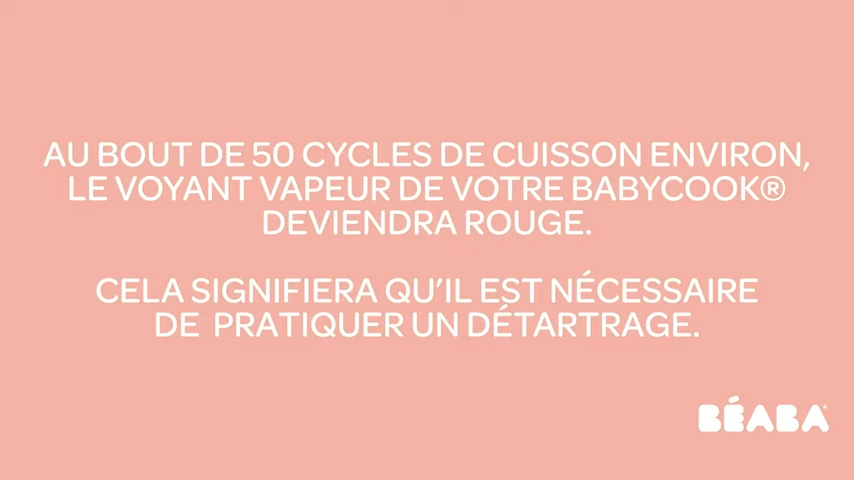 AU BOUT DE 50 CYCLES DE CUISSON ENVIRON,
LE VOYANT VAPEUR DE VOTRE BABYCOOK®
DEVIENDRA ROUGE.
CELA SIGNIFIERA QU'IL EST NÉCESSAIRE
DE PRATIQUER UN DÉTARTRAGE.
BÉABA®